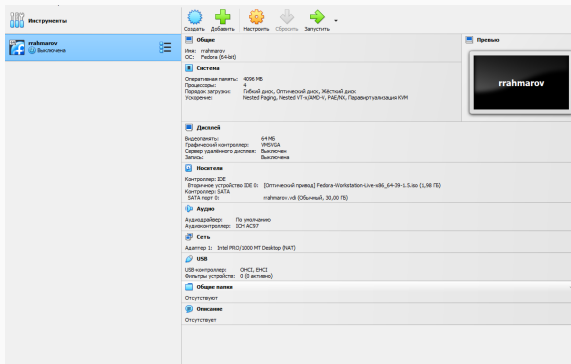 Инструменты
Создать Добавить Настроить Сбросить Запустить
rrahmarov
Выключена
Общие
Имя: rrahmarov
ОС: Fedora (64-bit)
Превью
rrahmarov
Система
Оперативная память: 4096 МБ
Процессоры: 4
Порядок загрузки: Гибкий диск, Оптический диск, Жёсткий диск
Ускорение: Nested Paging, Nested VT-x/AMD-V, PAE/NX, Паравиртуализация KVM
Дисплей
Видеопамять: 64 МБ
Графический контроллер: VMSVGA
Сервер удалённого дисплея: Выключен
Запись: Выключена
Носители
Контроллер: IDE
Вторичное устройство IDE 0: [Оптический привод] Fedora-Workstation-Live-x86_64-39-1.5.iso (1,98 ГБ)
Контроллер: SATA
SATA порт 0: rrahmarov.vdi (Обычный, 30,00 ГБ)
Аудио
Аудиодрайвер: По умолчанию
Аудиоконтроллер: ICH AC97
Сеть
Адаптер 1: Intel PRO/1000 MT Desktop (NAT)
USB
USB-контроллер: OHCI, EHCI
Фильтры устройств: 0 (0 активно)
Общие папки
Отсутствуют
Описание
Отсутствует